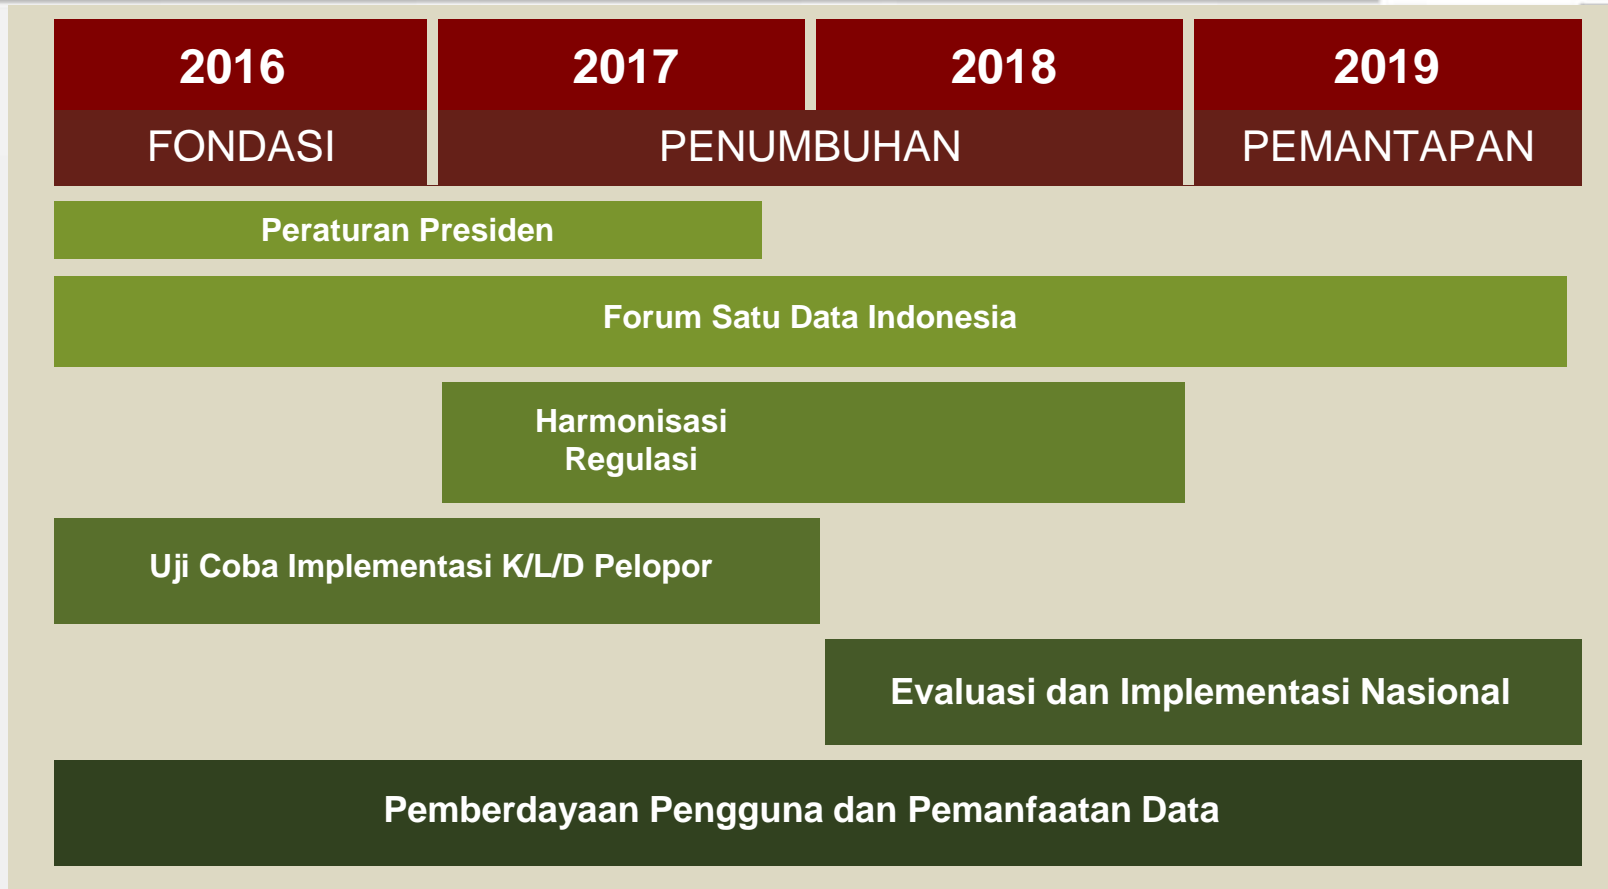 2016 2017 2018 2019
FONDASI PENUMBUHAN PEMANTAPAN
Peraturan Presiden
Forum Satu Data Indonesia
Harmonisasi
Regulasi
Uji Coba Implementasi K/L/D Pelopor
Evaluasi dan Implementasi Nasional
Pemberdayaan Pengguna dan Pemanfaatan Data